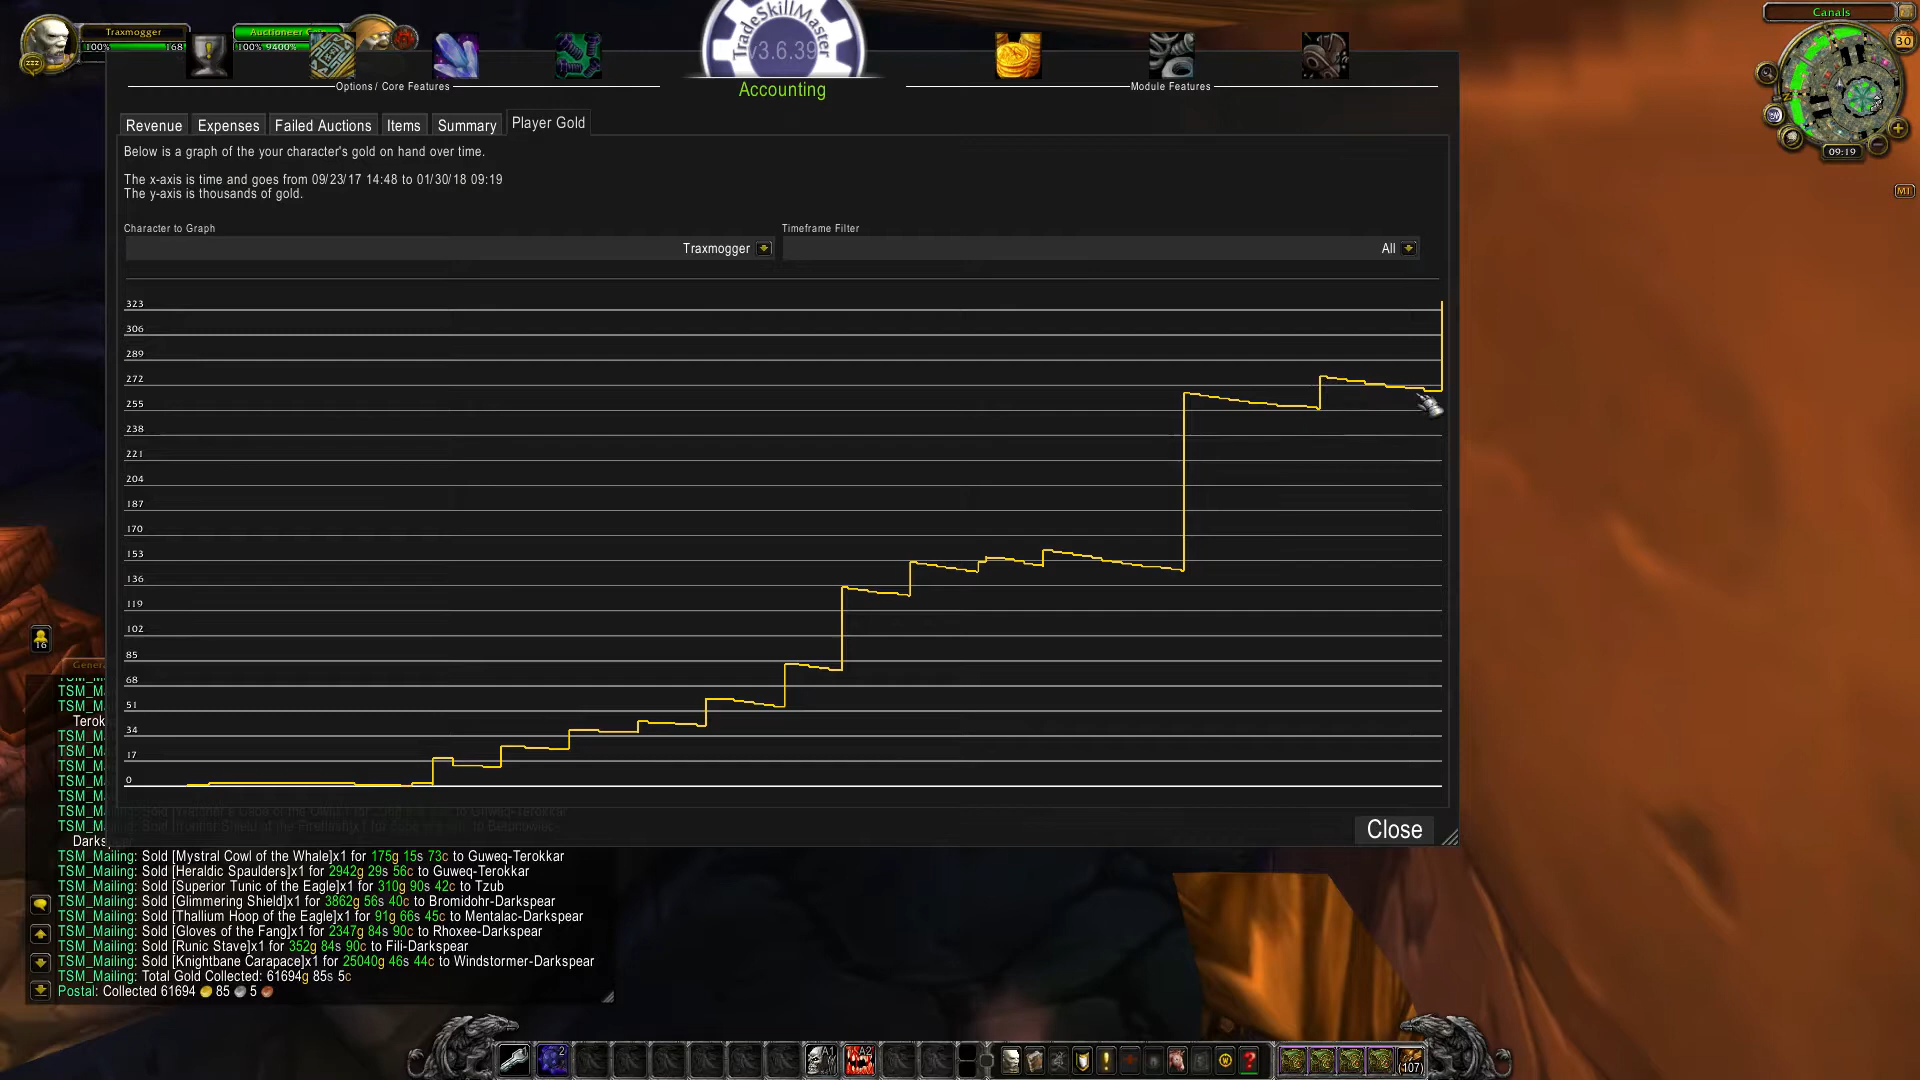 Traxmogger
100% 168
Auctioneer
100% 9400%
TradeSkillMaster
v3.6.39
Options / Core Features
Accounting
Module Features
Canals
30
09:19
MT
Revenue
Expenses
Failed Auctions
Items
Summary
Player Gold
Below is a graph of the your character's gold on hand over time.
The x-axis is time and goes from 09/23/17 14:48 to 01/30/18 09:19
The y-axis is thousands of gold.
Character to Graph
Timeframe Filter
Traxmogger
All
323
306
289
272
255
238
221
204
187
170
153
136
119
102
85
68
51
34
17
0
16
Close
TSM_Mailing: Sold [Mystral Cowl of the Whale]x1 for 175g 15s 73c to Guweq-Terokkar
TSM_Mailing: Sold [Heraldic Spaulders]x1 for 2942g 29s 56c to Guweq-Terokkar
TSM_Mailing: Sold [Superior Tunic of the Eagle]x1 for 310g 90s 42c to Tzub
TSM_Mailing: Sold [Glimmering Shield]x1 for 3862g 56s 40c to Bromidohr-Darkspear
TSM_Mailing: Sold [Thallium Hoop of the Eagle]x1 for 91g 66s 45c to Mentalac-Darkspear
TSM_Mailing: Sold [Gloves of the Fang]x1 for 2347g 84s 90c to Rhoxee-Darkspear
TSM_Mailing: Sold [Runic Stave]x1 for 352g 84s 90c to Fili-Darkspear
TSM_Mailing: Sold [Knightbane Carapace]x1 for 25040g 46s 44c to Windstormer-Darkspear
TSM_Mailing: Total Gold Collected: 61694g 85s 5c
Postal: Collected 61694 85 5
2
A1
A2
(107)